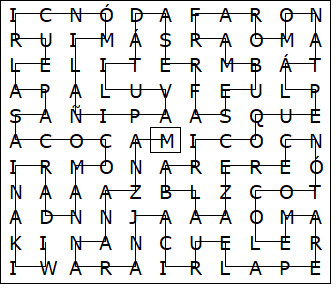 I C N Ó D A F A R O N
R U I M Á S R A O M A
L E L I T E R M B Á T
A P A L U V F E U L P
S A Ñ I P A A S Q U E
A C O C A M I C O C N
I R M O N A R E R E Ó
N A A A Z B L Z C O T
A D N N J A A A O M A
K I N A N C U E L E R
I W A R A I R L A P E